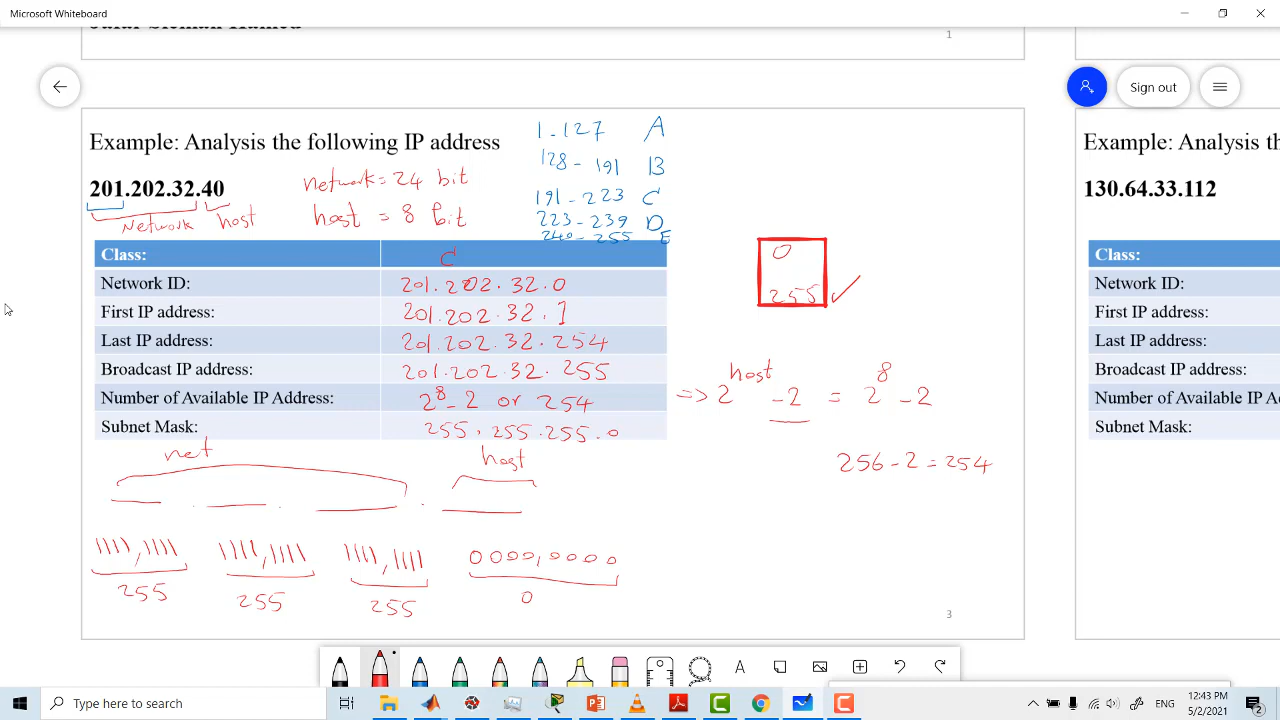 Microsoft Whiteboard
1
Sign out
Example: Analysis the following IP address
201.202.32.40
Network host
network = 24 bit
host = 8 bit
1-127 A
128-191 B
191-223 C
223-239 D
240-255 E
Class: C
Network ID: 201.202.32.0
First IP address: 201.202.32.1
Last IP address: 201.202.32.254
Broadcast IP address: 201.202.32.255
Number of Available IP Address: 2^8-2 or 254
Subnet Mask: 255.255.255.0
0
255
=> 2^host -2 = 2^8 -2
256-2=254
net host
1111,1111 1111,1111 1111,1111 0000,0000
255 255 255 0
3
Example: Analysis th
130.64.33.112
Class:
Network ID:
First IP address:
Last IP address:
Broadcast IP address:
Number of Available IP A
Subnet Mask:
A
Type here to search
ENG
12:43 PM
5/2/2021
2